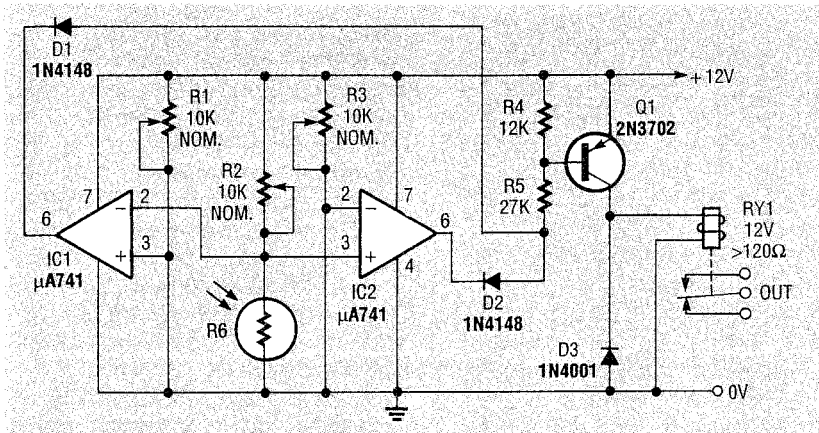 D1
1N4148
R1
10K
NOM.
R3
10K
NOM.
R2
10K
NOM.
R4
12K
R5
27K
Q1
2N3702
+12V
RY1
12V
>120Ω
OUT
7
6
2
3
−
+
IC1
μA741
2
3
−
+
7
6
4
IC2
μA741
D2
1N4148
R6
D3
1N4001
0V